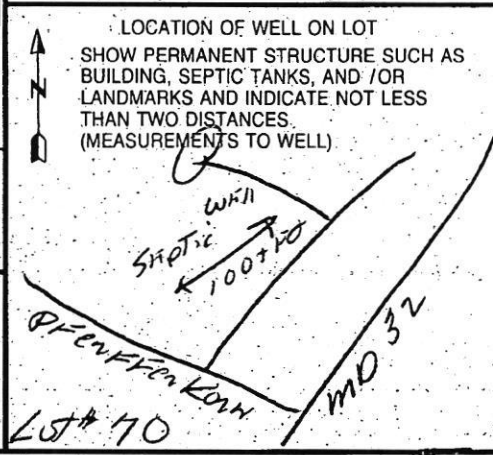 LOCATION OF WELL ON LOT
SHOW PERMANENT STRUCTURE SUCH AS
BUILDING, SEPTIC TANKS, AND /OR
LANDMARKS AND INDICATE NOT LESS
THAN TWO DISTANCES
(MEASUREMENTS TO WELL)
N
WEll
SEpTic
100+ FD
PFenFFenKorn
MD 32
Lot# 70